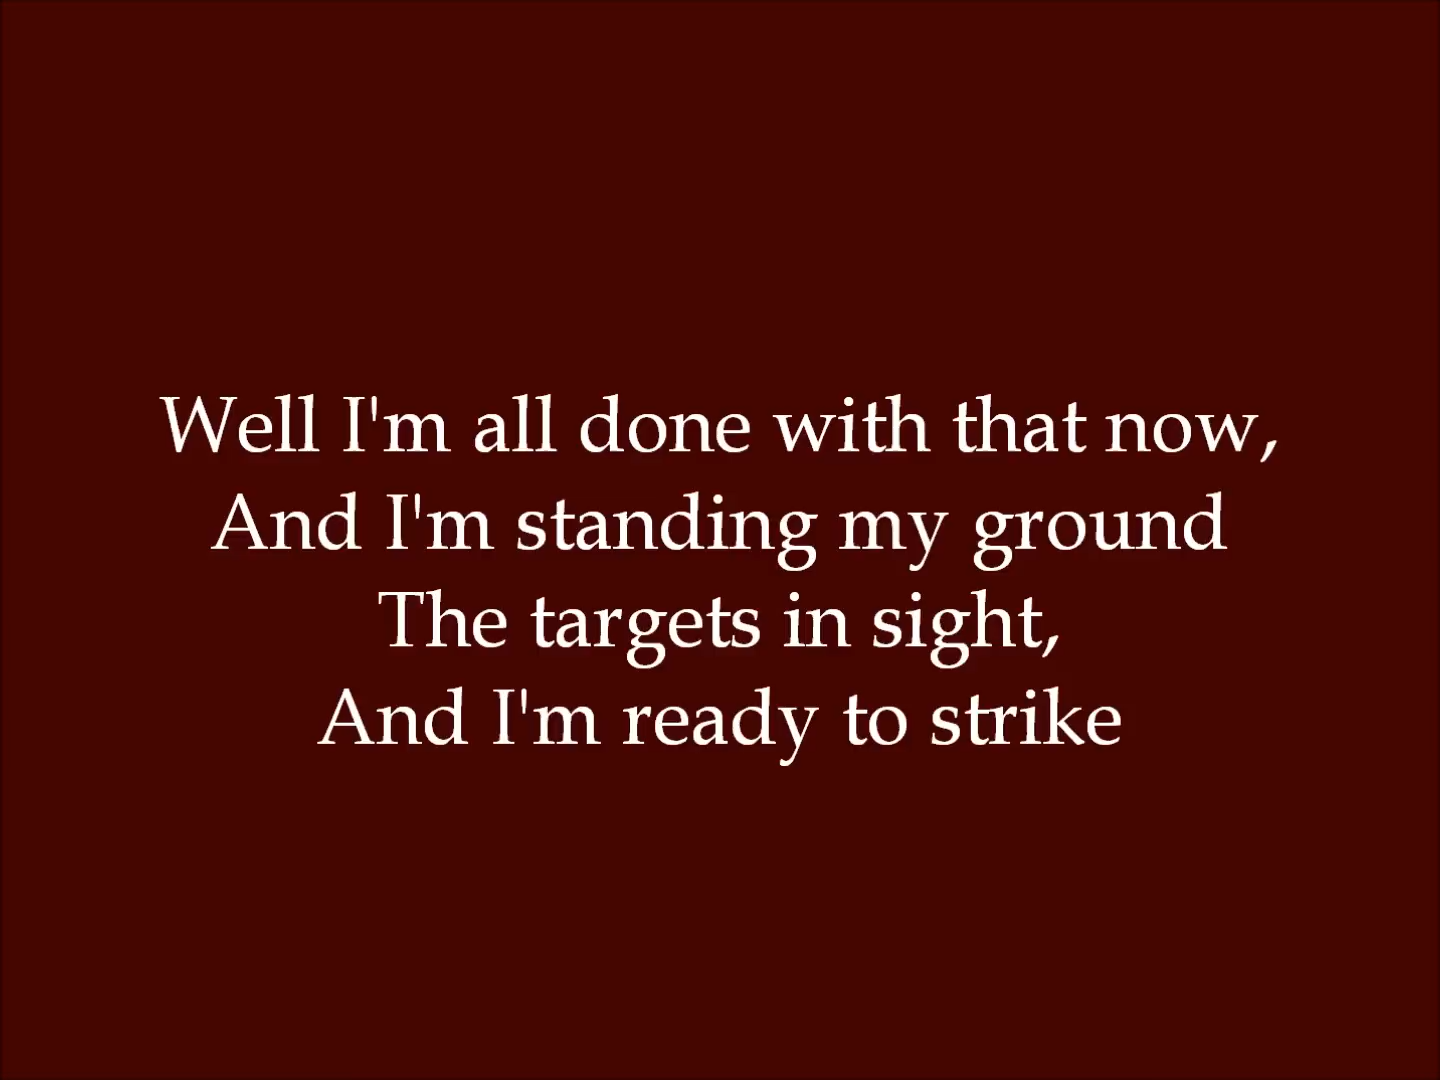 Well I'm all done with that now,
And I'm standing my ground
The targets in sight,
And I'm ready to strike